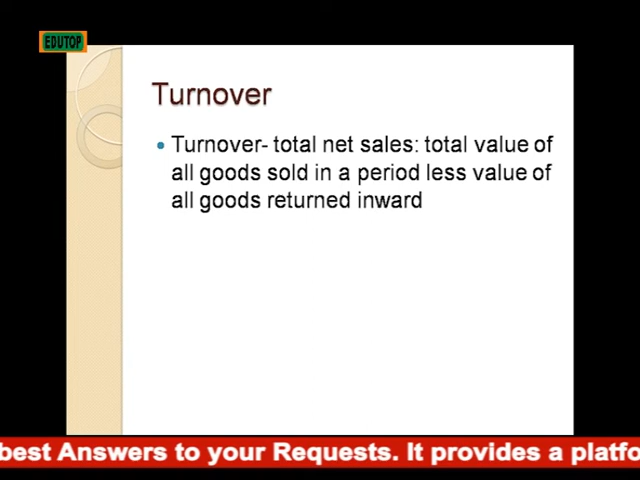 EDUTOP
Turnover
Turnover- total net sales: total value of
all goods sold in a period less value of
all goods returned inward
best Answers to your Requests. It provides a platfo